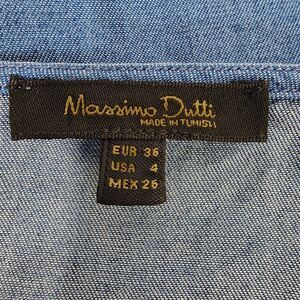 Massimo Dutti
MADE IN TUNISIA
EUR 36
USA 4
MEX 26